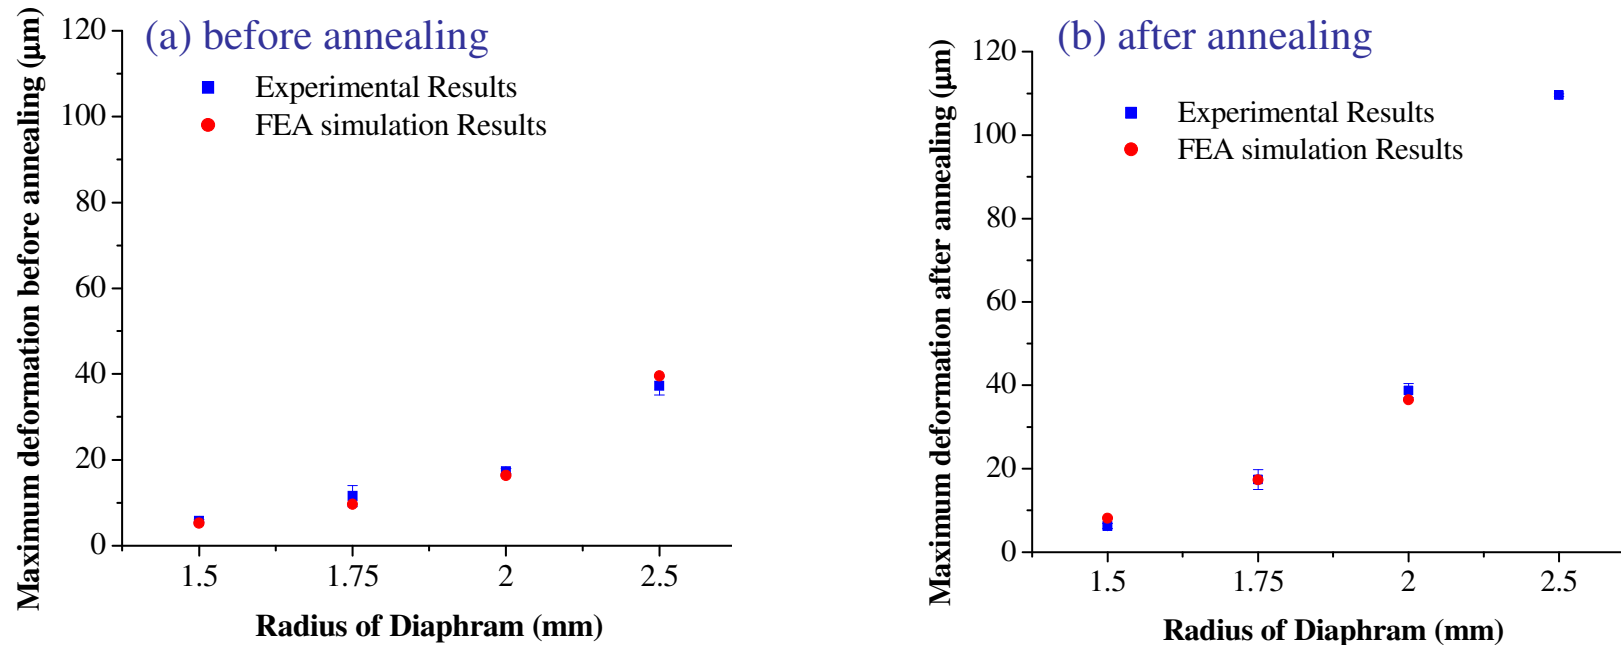 (a) before annealing
Experimental Results
FEA simulation Results
Maximum deformation before annealing (μm)
120
100
80
60
40
20
0
1.5 1.75 2 2.5
Radius of Diaphram (mm)
(b) after annealing
Experimental Results
FEA simulation Results
Maximum deformation after annealing (μm)
120
100
80
60
40
20
0
1.5 1.75 2 2.5
Radius of Diaphram (mm)